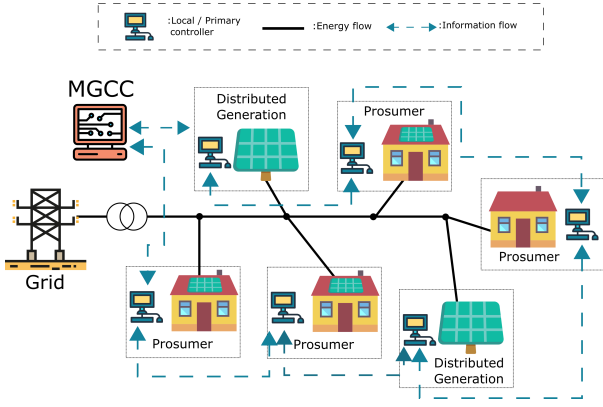 :Local / Primary
controller
:Energy flow
:Information flow
MGCC
Distributed
Generation
Prosumer
Prosumer
Grid
Prosumer
Prosumer
Distributed
Generation